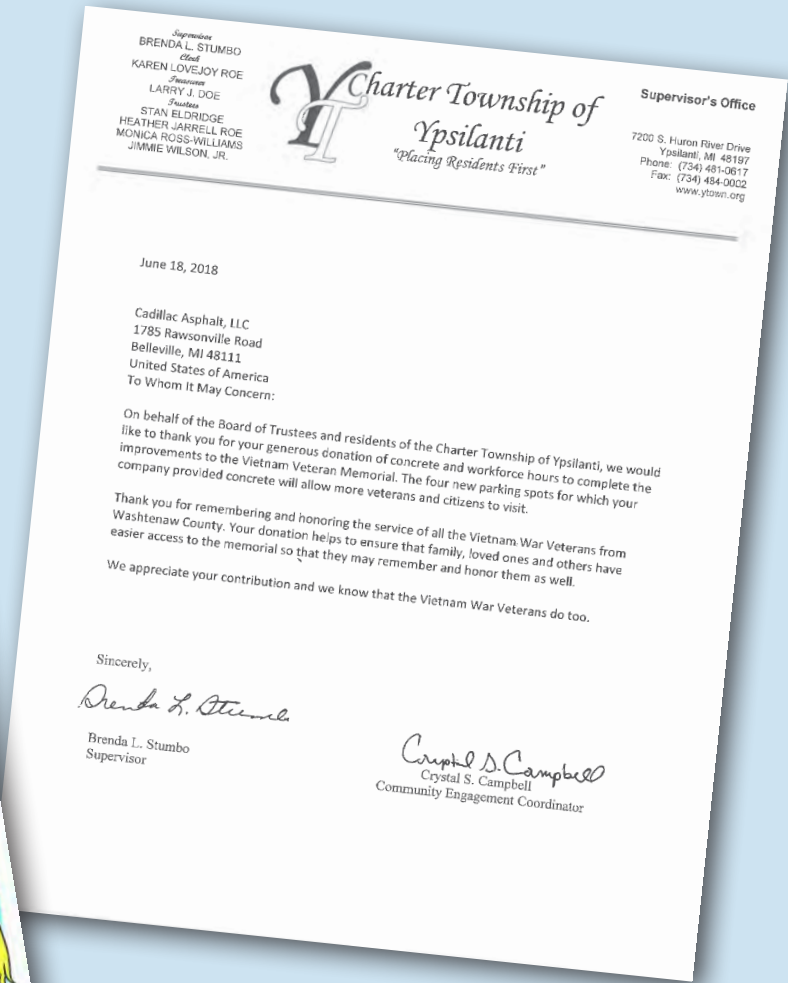 Supervisor
BRENDA L. STUMBO
Clerk
KAREN LOVEJOY ROE
Treasurer
LARRY J. DOE
Trustees
STAN ELDRIDGE
HEATHER JARRELL ROE
MONICA ROSS-WILLIAMS
JIMMIE WILSON, JR.
YT
Charter Township of
Ypsilanti
"Placing Residents First"
Supervisor's Office
7200 S. Huron River Drive
Ypsilanti, MI 48197
Phone: (734) 481-0617
Fax: (734) 484-0002
www.ytown.org
June 18, 2018
Cadillac Asphalt, LLC
1785 Rawsonville Road
Belleville, MI 48111
United States of America
To Whom It May Concern:
On behalf of the Board of Trustees and residents of the Charter Township of Ypsilanti, we would
like to thank you for your generous donation of concrete and workforce hours to complete the
improvements to the Vietnam Veteran Memorial. The four new parking spots for which your
company provided concrete will allow more veterans and citizens to visit.
Thank you for remembering and honoring the service of all the Vietnam War Veterans from
Washtenaw County. Your donation helps to ensure that family, loved ones and others have
easier access to the memorial so that they may remember and honor them as well.
We appreciate your contribution and we know that the Vietnam War Veterans do too.
Sincerely,
Brenda L. Stumbo
Brenda L. Stumbo
Supervisor
Crystal S. Campbell
Crystal S. Campbell
Community Engagement Coordinator